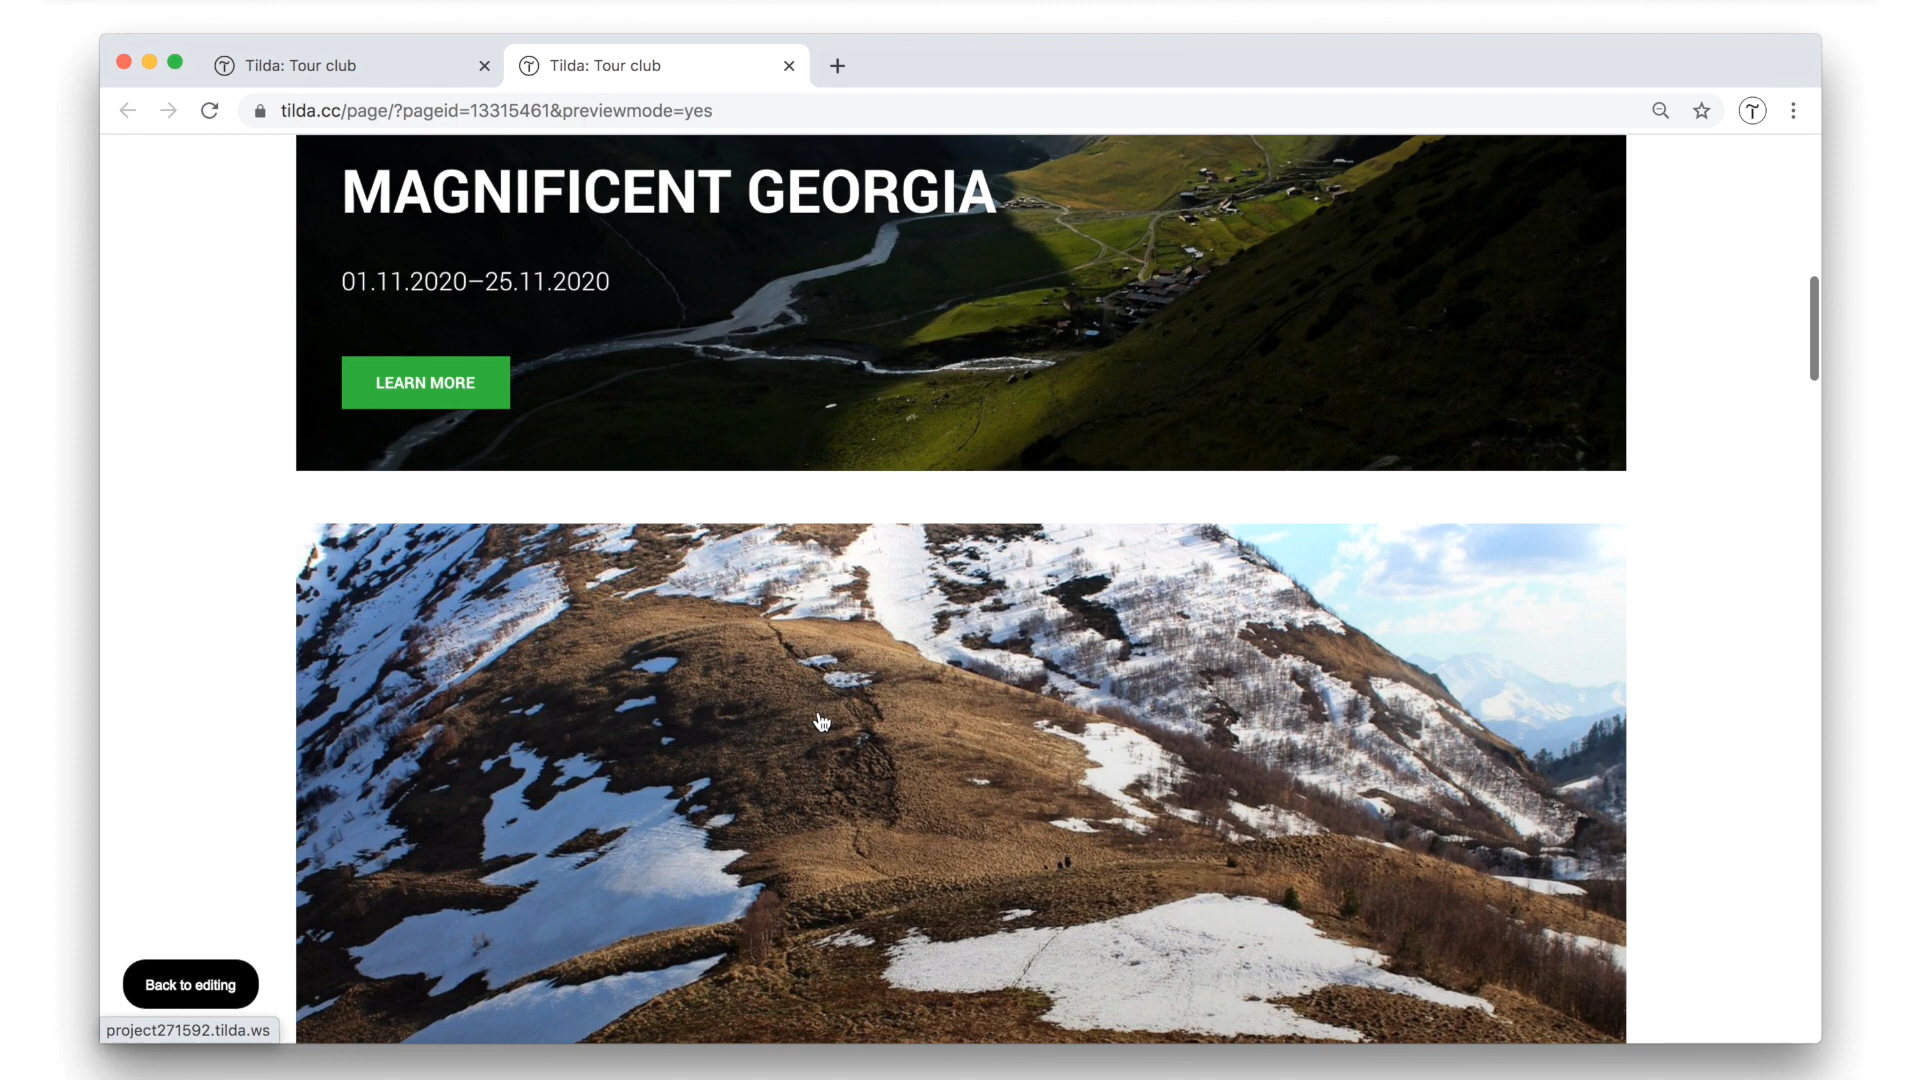 Tilda: Tour club
Tilda: Tour club
tilda.cc/page/?pageid=13315461&previewmode=yes
MAGNIFICENT GEORGIA
01.11.2020–25.11.2020
LEARN MORE
Back to editing
project271592.tilda.ws